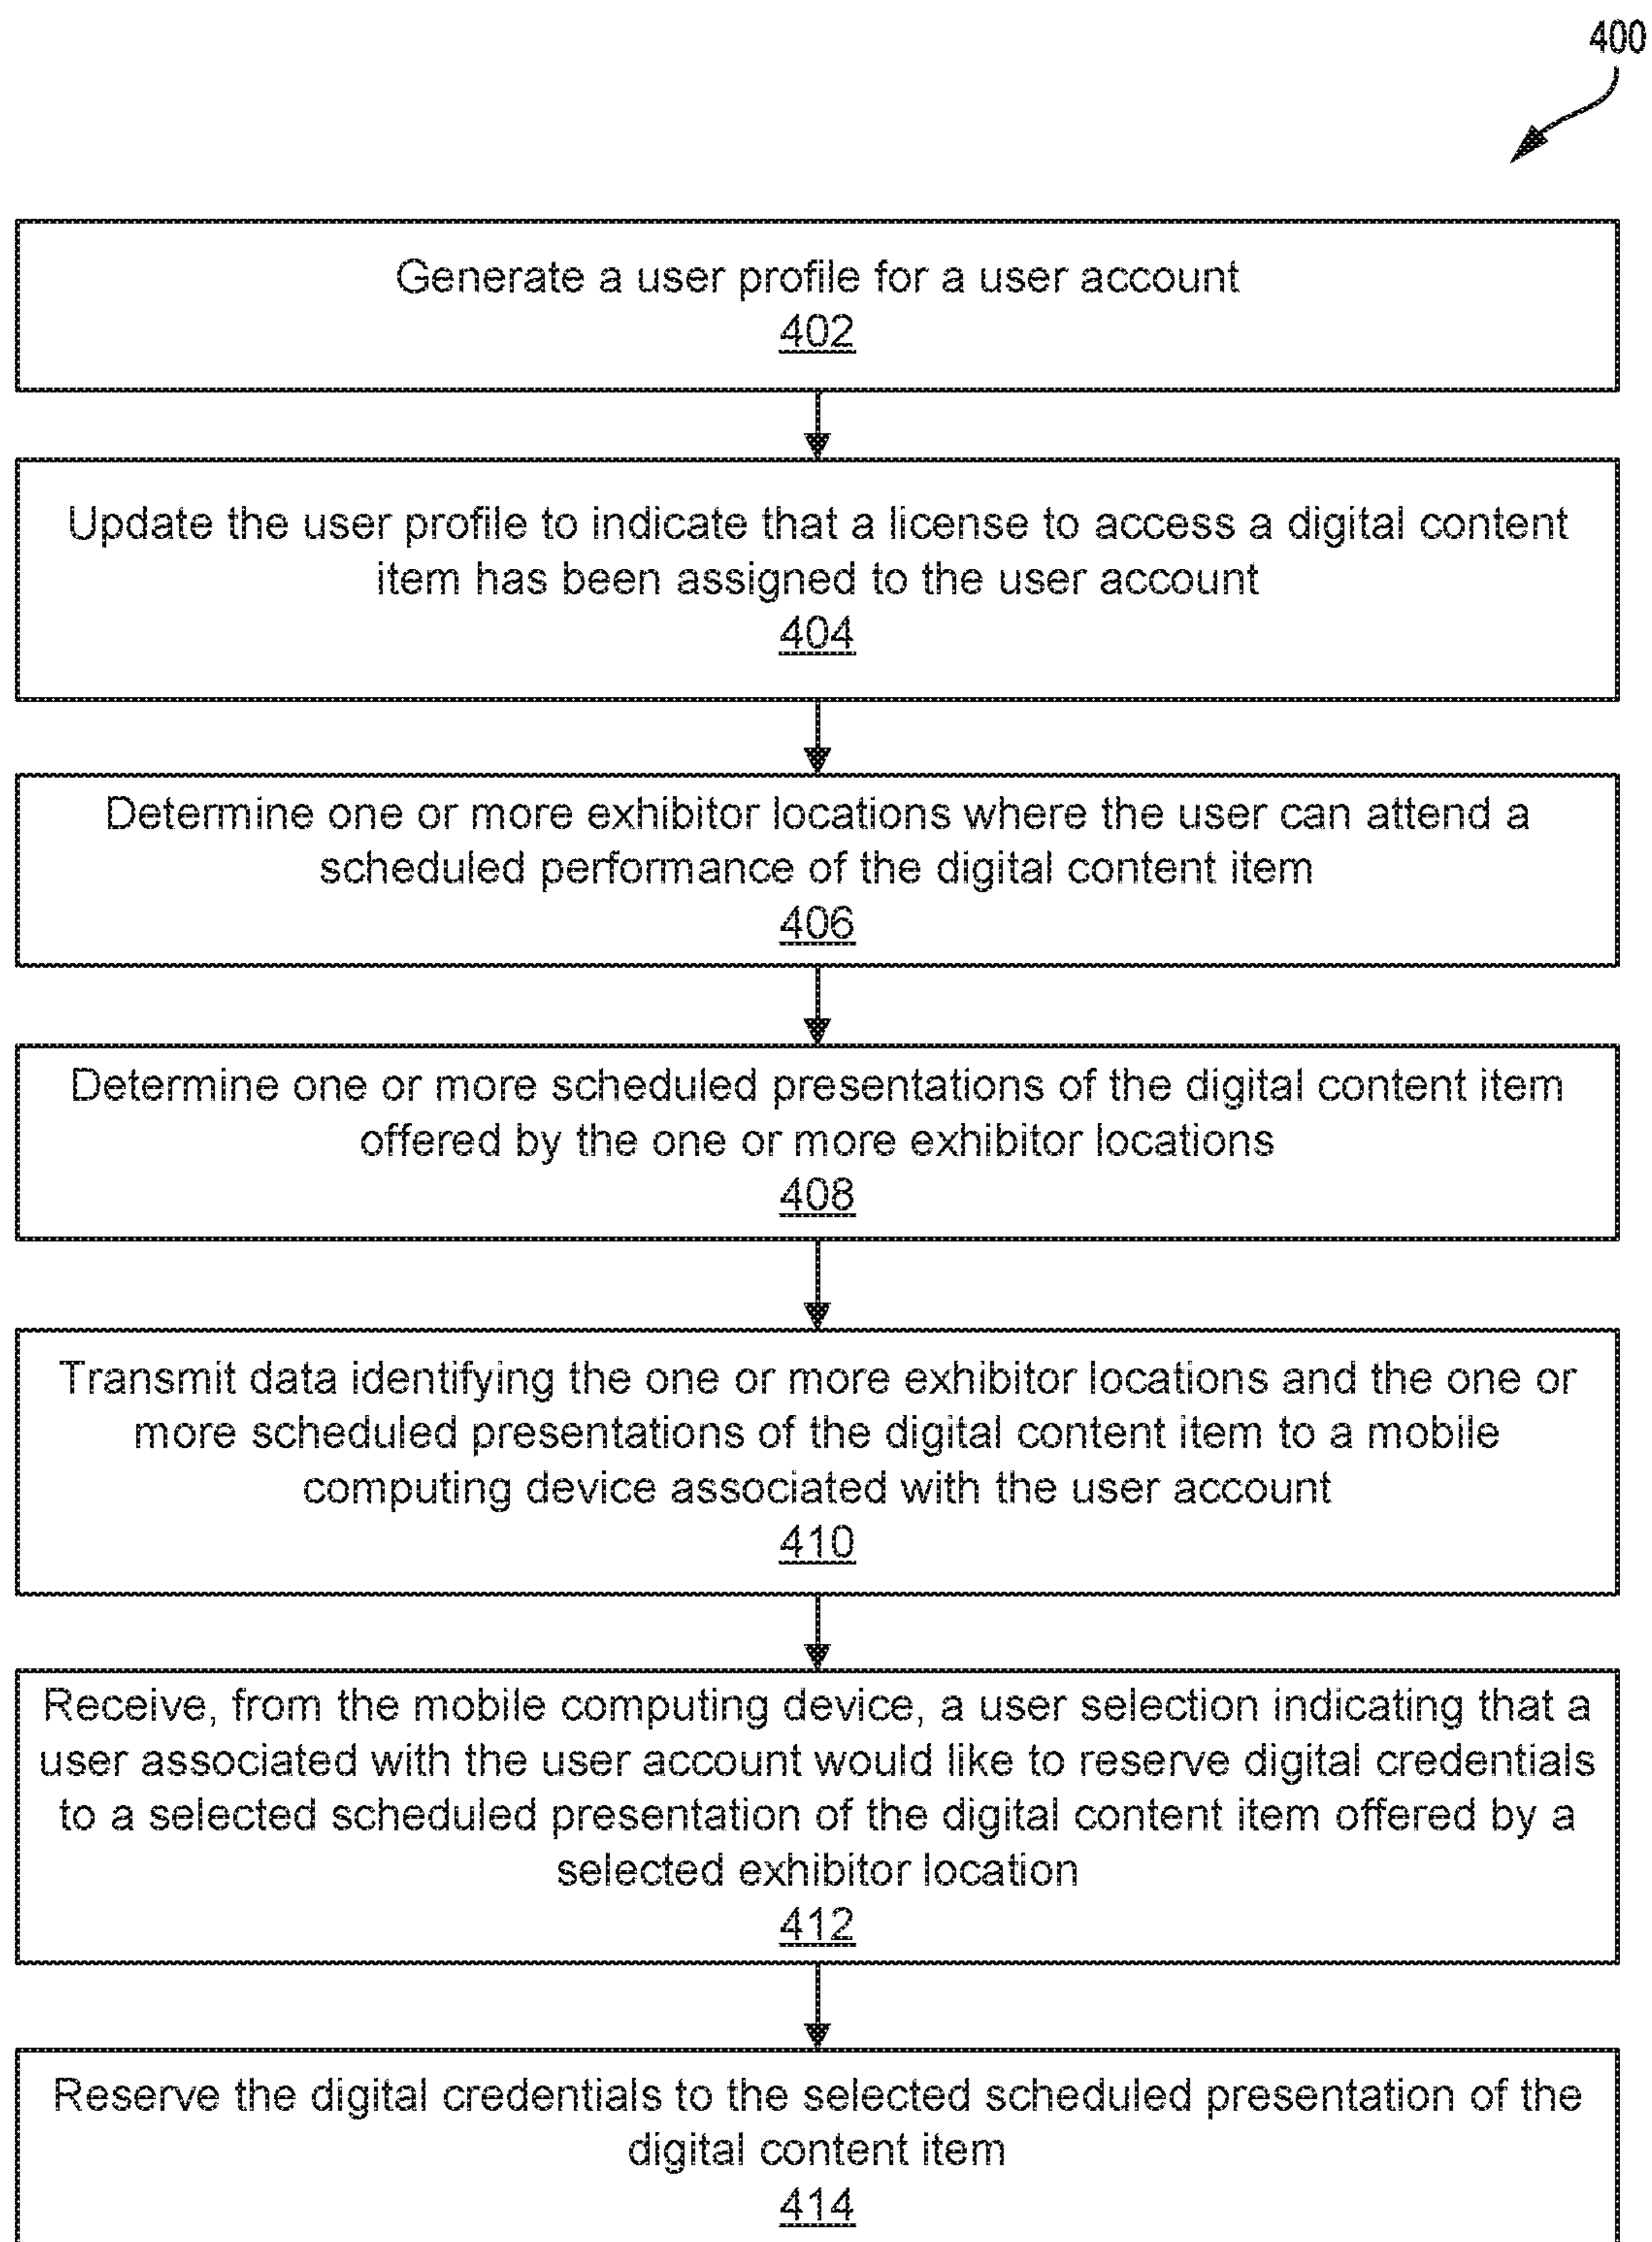 400
Generate a user profile for a user account
402
Update the user profile to indicate that a license to access a digital content
item has been assigned to the user account
404
Determine one or more exhibitor locations where the user can attend a
scheduled performance of the digital content item
406
Determine one or more scheduled presentations of the digital content item
offered by the one or more exhibitor locations
408
Transmit data identifying the one or more exhibitor locations and the one or
more scheduled presentations of the digital content item to a mobile
computing device associated with the user account
410
Receive, from the mobile computing device, a user selection indicating that a
user associated with the user account would like to reserve digital credentials
to a selected scheduled presentation of the digital content item offered by a
selected exhibitor location
412
Reserve the digital credentials to the selected scheduled presentation of the
digital content item
414